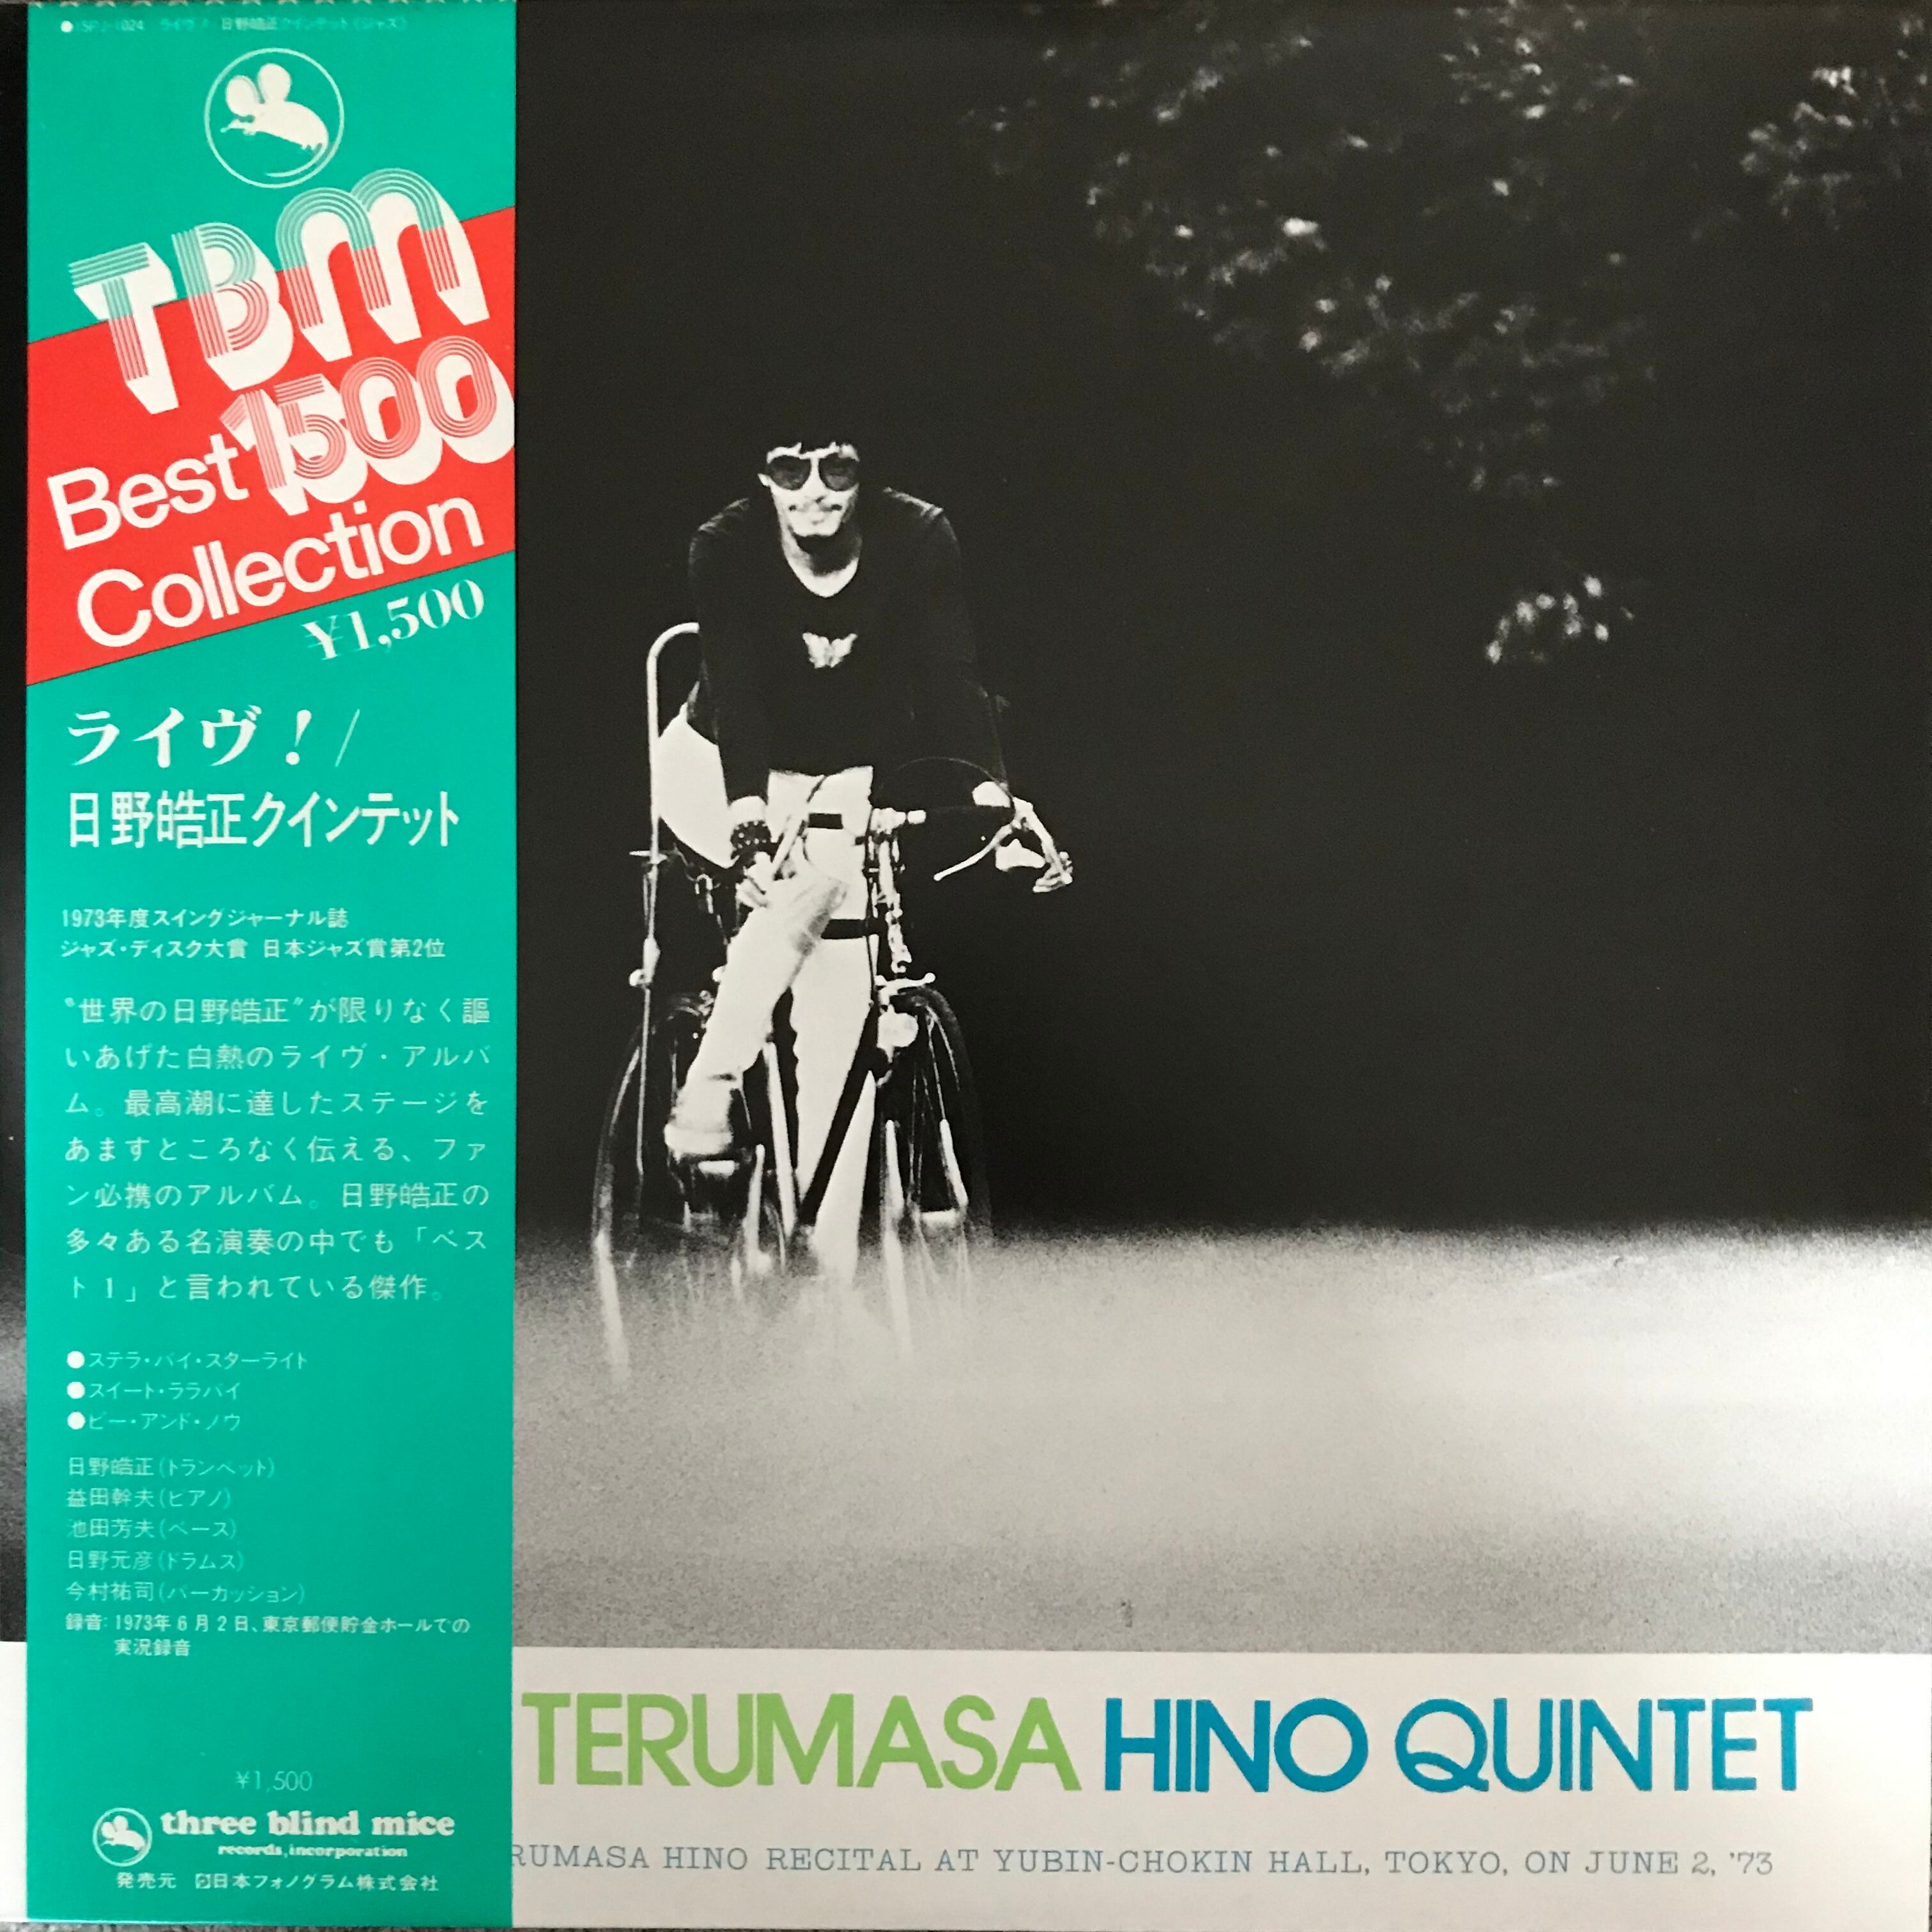 ライヴ! 日野皓正クインテット《ジャズ》
TBM
1500
Best
Collection
¥1,500
ライヴ!/
日野皓正クインテット
1973年度スイングジャーナル誌
ジャズ・ディスク大賞 日本ジャズ賞第2位
〝世界の日野皓正〟が限りなく謳
いあげた白熱のライヴ・アルバ
ム。最高潮に達したステージを
あますところなく伝える、ファ
ン必携のアルバム。日野皓正の
多々ある名演奏の中でも「ベス
ト1」と言われている傑作。
●ステラ・バイ・スターライト
●スイート・ララバイ
●ビー・アンド・ノウ
日野皓正(トランペット)
益田幹夫(ピアノ)
池田芳夫(ベース)
日野元彦(ドラムス)
今村祐司(パーカッション)
録音:1973年6月2日、東京郵便貯金ホールでの
実況録音
¥1,500
three blind mice
records, incorporation
発売元 日本フォノグラム株式会社
TERUMASA HINO QUINTET
RUMASA HINO RECITAL AT YUBIN-CHOKIN HALL, TOKYO, ON JUNE 2, '73